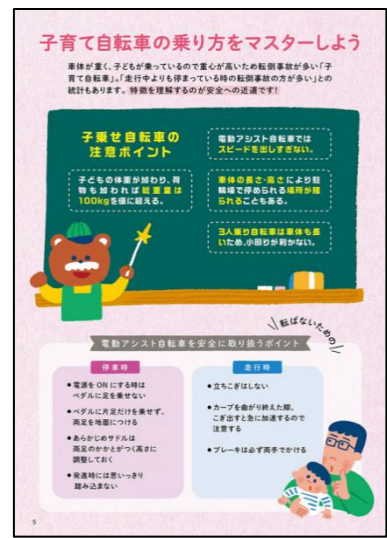 子育て自転車の乗り方をマスターしよう
車体が重く、子どもが乗っているので重心が高いため転倒事故が多い「子
育て自転車」。「走行中よりも停まっている時の転倒事故の方が多い」との
統計もあります。特徴を理解するのが安全への近道です!
子乗せ自転車の
注意ポイント
子どもの体重が加わり、荷
物も加われば総重量は
100kgを優に超える。
電動アシスト自転車では
スピードを出しすぎない。
車体の長さ・高さにより駐
輪場で停められる場所が限
られることもある。
3人乗り自転車は車体も長
いため、小回りが利かない。
転ばないための
電動アシスト自転車を安全に取り扱うポイント
停車時
●電源をONにする時は
ペダルに足を乗せない
●ペダルに片足だけを乗せず、
両足を地面につける
●あらかじめサドルは
両足のかかとがつく高さに
調整しておく
●発進時には思いっきり
踏み込まない
走行時
●立ちこぎはしない
●カーブを曲がり終えた際、
こぎ出すと急に加速するので
注意する
●ブレーキは必ず両手でかける
5